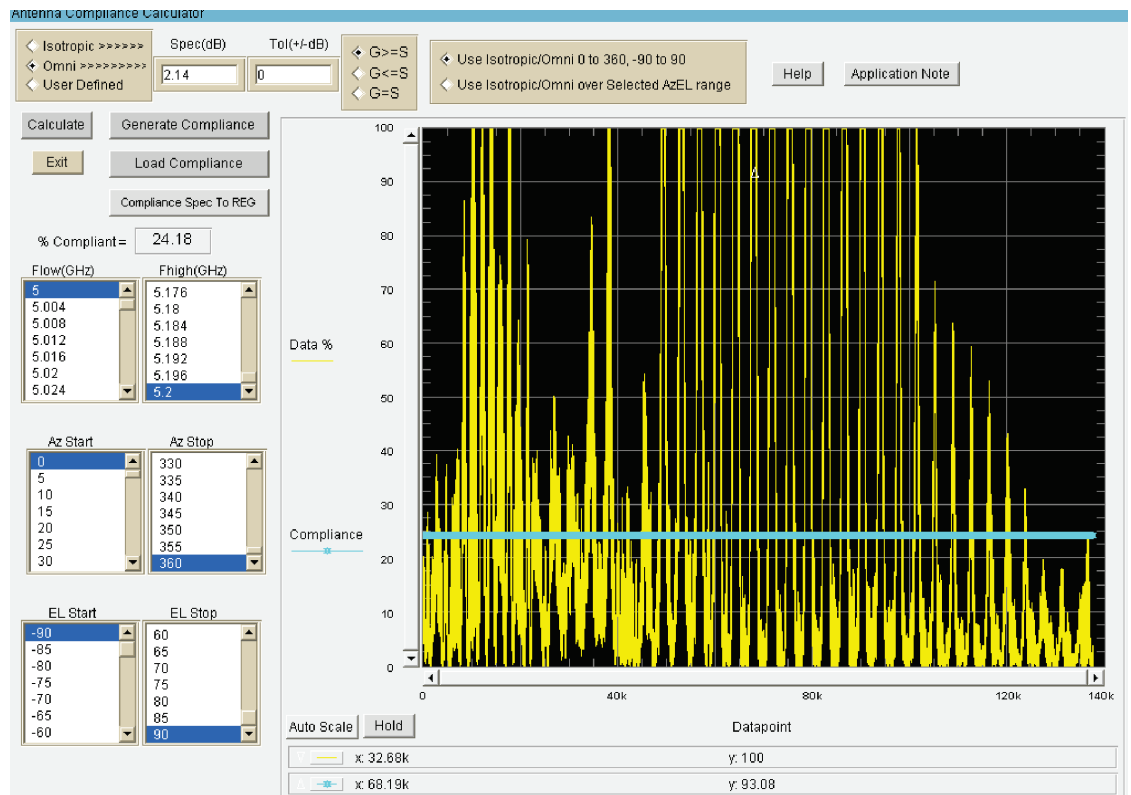 Antenna Compliance Calculator
Isotropic >>>>>>
Omni >>>>>>>>>
User Defined
Spec(dB)
2.14
Tol(+/-dB)
0
G>=S
G<=S
G=S
Use Isotropic/Omni 0 to 360, -90 to 90
Use Isotropic/Omni over Selected AzEL range
Help
Application Note
Calculate
Generate Compliance
Exit
Load Compliance
Compliance Spec To REG
% Compliant =
24.18
Flow(GHz)
5
5.004
5.008
5.012
5.016
5.02
5.024
Fhigh(GHz)
5.176
5.18
5.184
5.188
5.192
5.196
5.2
Az Start
0
5
10
15
20
25
30
Az Stop
330
335
340
345
350
355
360
EL Start
-90
-85
-80
-75
-70
-65
-60
EL Stop
60
65
70
75
80
85
90
Data %
Compliance
100
90
80
70
60
50
40
30
20
10
0
0
40k
80k
120k
140k
Auto Scale
Hold
Datapoint
x: 32.68k
y: 100
x: 68.19k
y: 93.08